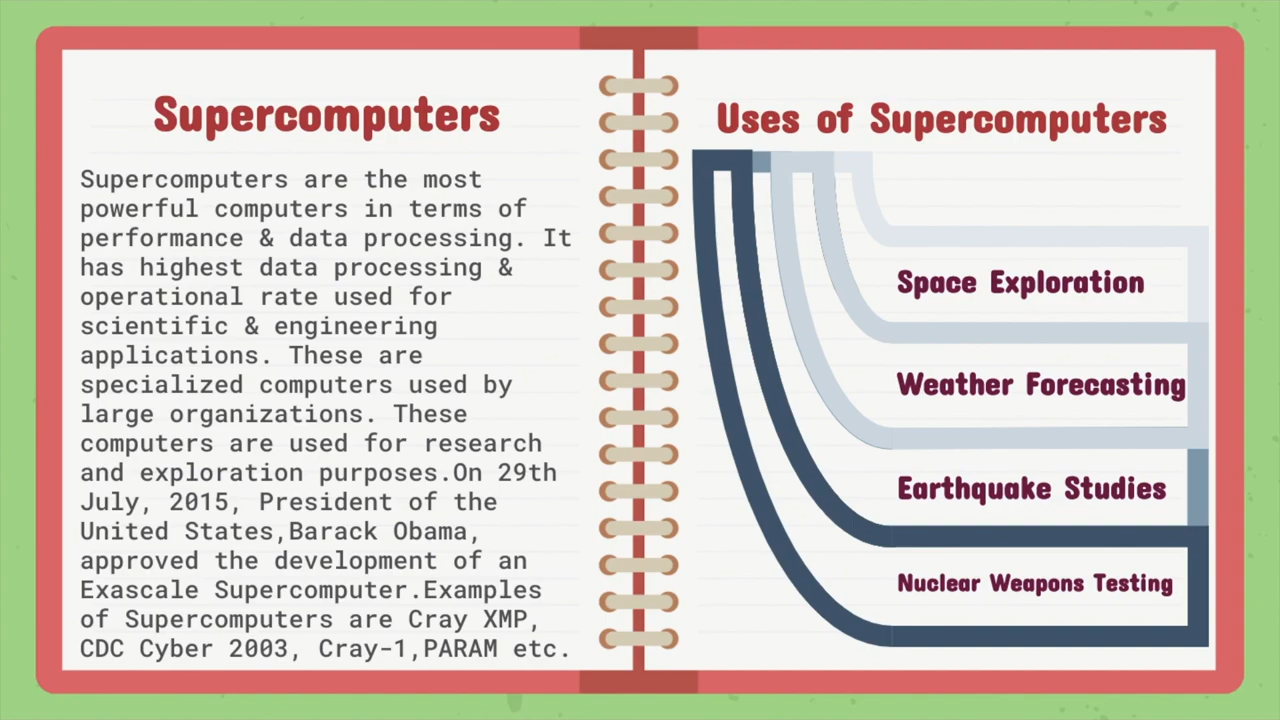 Supercomputers
Supercomputers are the most
powerful computers in terms of
performance & data processing. It
has highest data processing &
operational rate used for
scientific & engineering
applications. These are
specialized computers used by
large organizations. These
computers are used for research
and exploration purposes.On 29th
July, 2015, President of the
United States,Barack Obama,
approved the development of an
Exascale Supercomputer.Examples
of Supercomputers are Cray XMP,
CDC Cyber 2003, Cray-1,PARAM etc.
Uses of Supercomputers
Space Exploration
Weather Forecasting
Earthquake Studies
Nuclear Weapons Testing